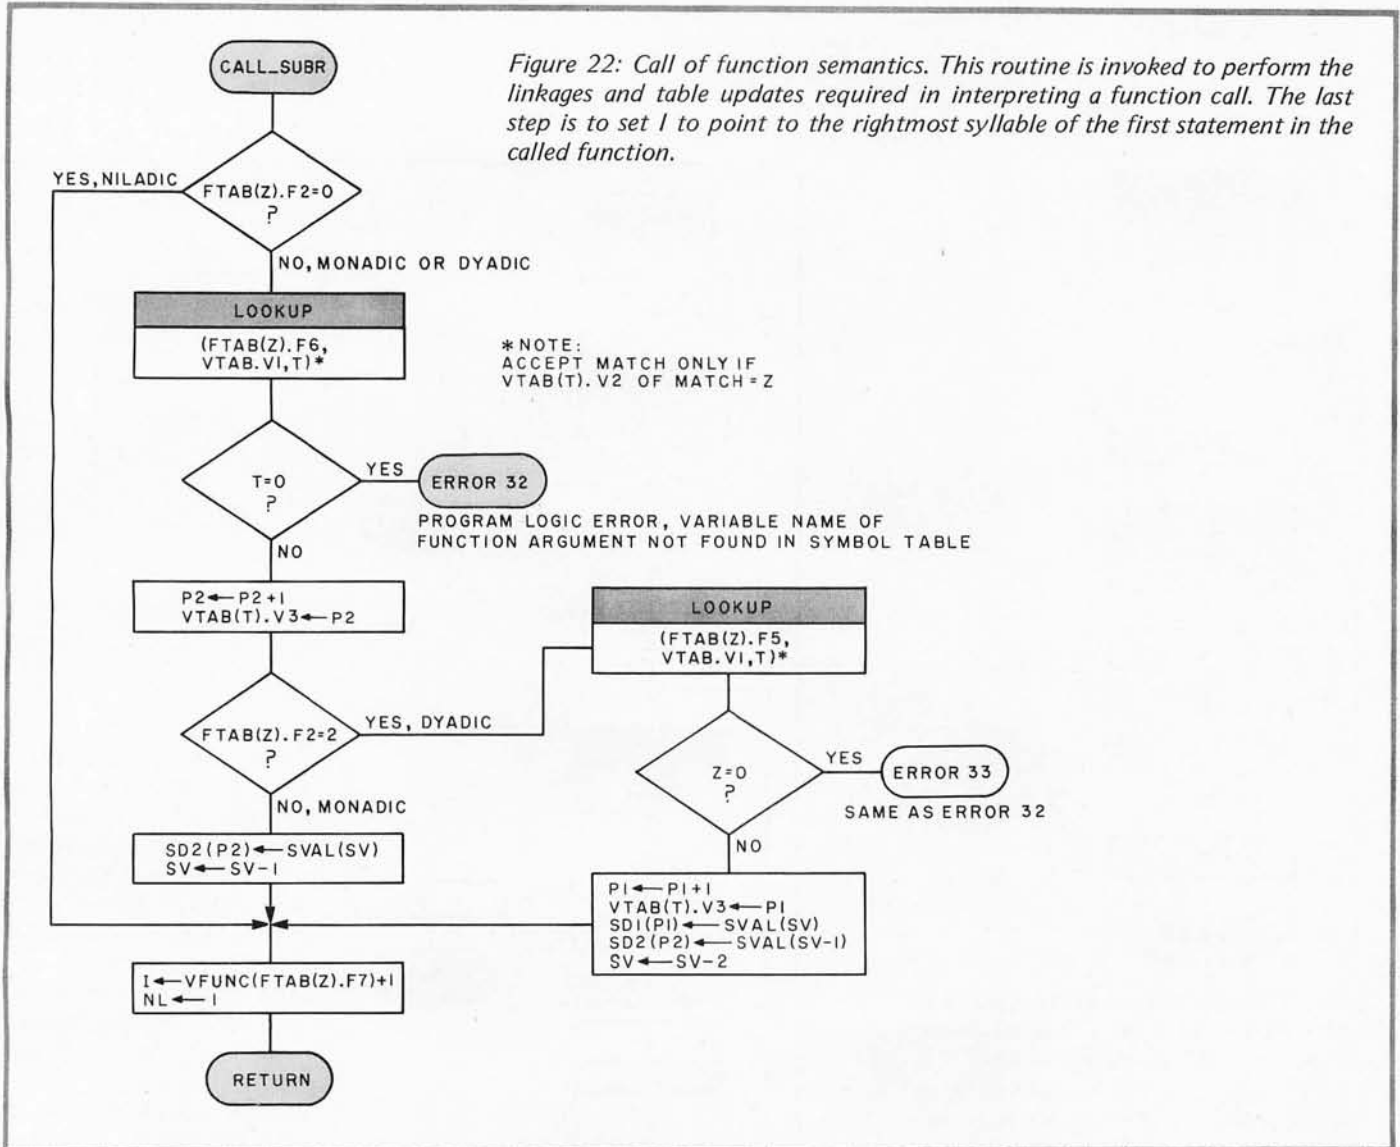 CALL_SUBR
Figure 22: Call of function semantics. This routine is invoked to perform the
linkages and table updates required in interpreting a function call. The last
step is to set I to point to the rightmost syllable of the first statement in the
called function.
YES, NILADIC
FTAB(Z).F2=0
?
NO, MONADIC OR DYADIC
LOOKUP
(FTAB(Z).F6,
VTAB.V1,T)*
*NOTE:
ACCEPT MATCH ONLY IF
VTAB(T).V2 OF MATCH=Z
T=0
?
YES
ERROR 32
PROGRAM LOGIC ERROR, VARIABLE NAME OF
FUNCTION ARGUMENT NOT FOUND IN SYMBOL TABLE
NO
P2←P2+1
VTAB(T).V3←P2
FTAB(Z).F2=2
?
YES, DYADIC
LOOKUP
(FTAB(Z).F5,
VTAB.V1,T)*
Z=0
?
YES
ERROR 33
SAME AS ERROR 32
NO
P1←P1+1
VTAB(T).V3←P1
SD1(P1)←SVAL(SV)
SD2(P2)←SVAL(SV-1)
SV←SV-2
NO, MONADIC
SD2(P2)←SVAL(SV)
SV←SV-1
I←VFUNC(FTAB(Z).F7)+1
NL←1
RETURN